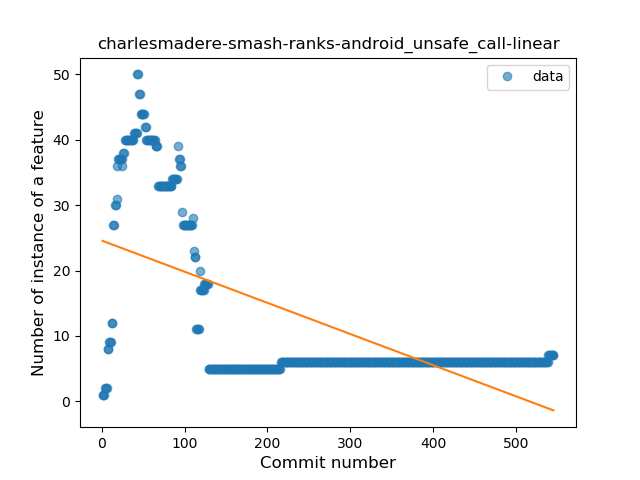 charlesmadere-smash-ranks-android_unsafe_call-linear
data
Number of instance of a feature
50
40
30
20
10
0
0 100 200 300 400 500
Commit number